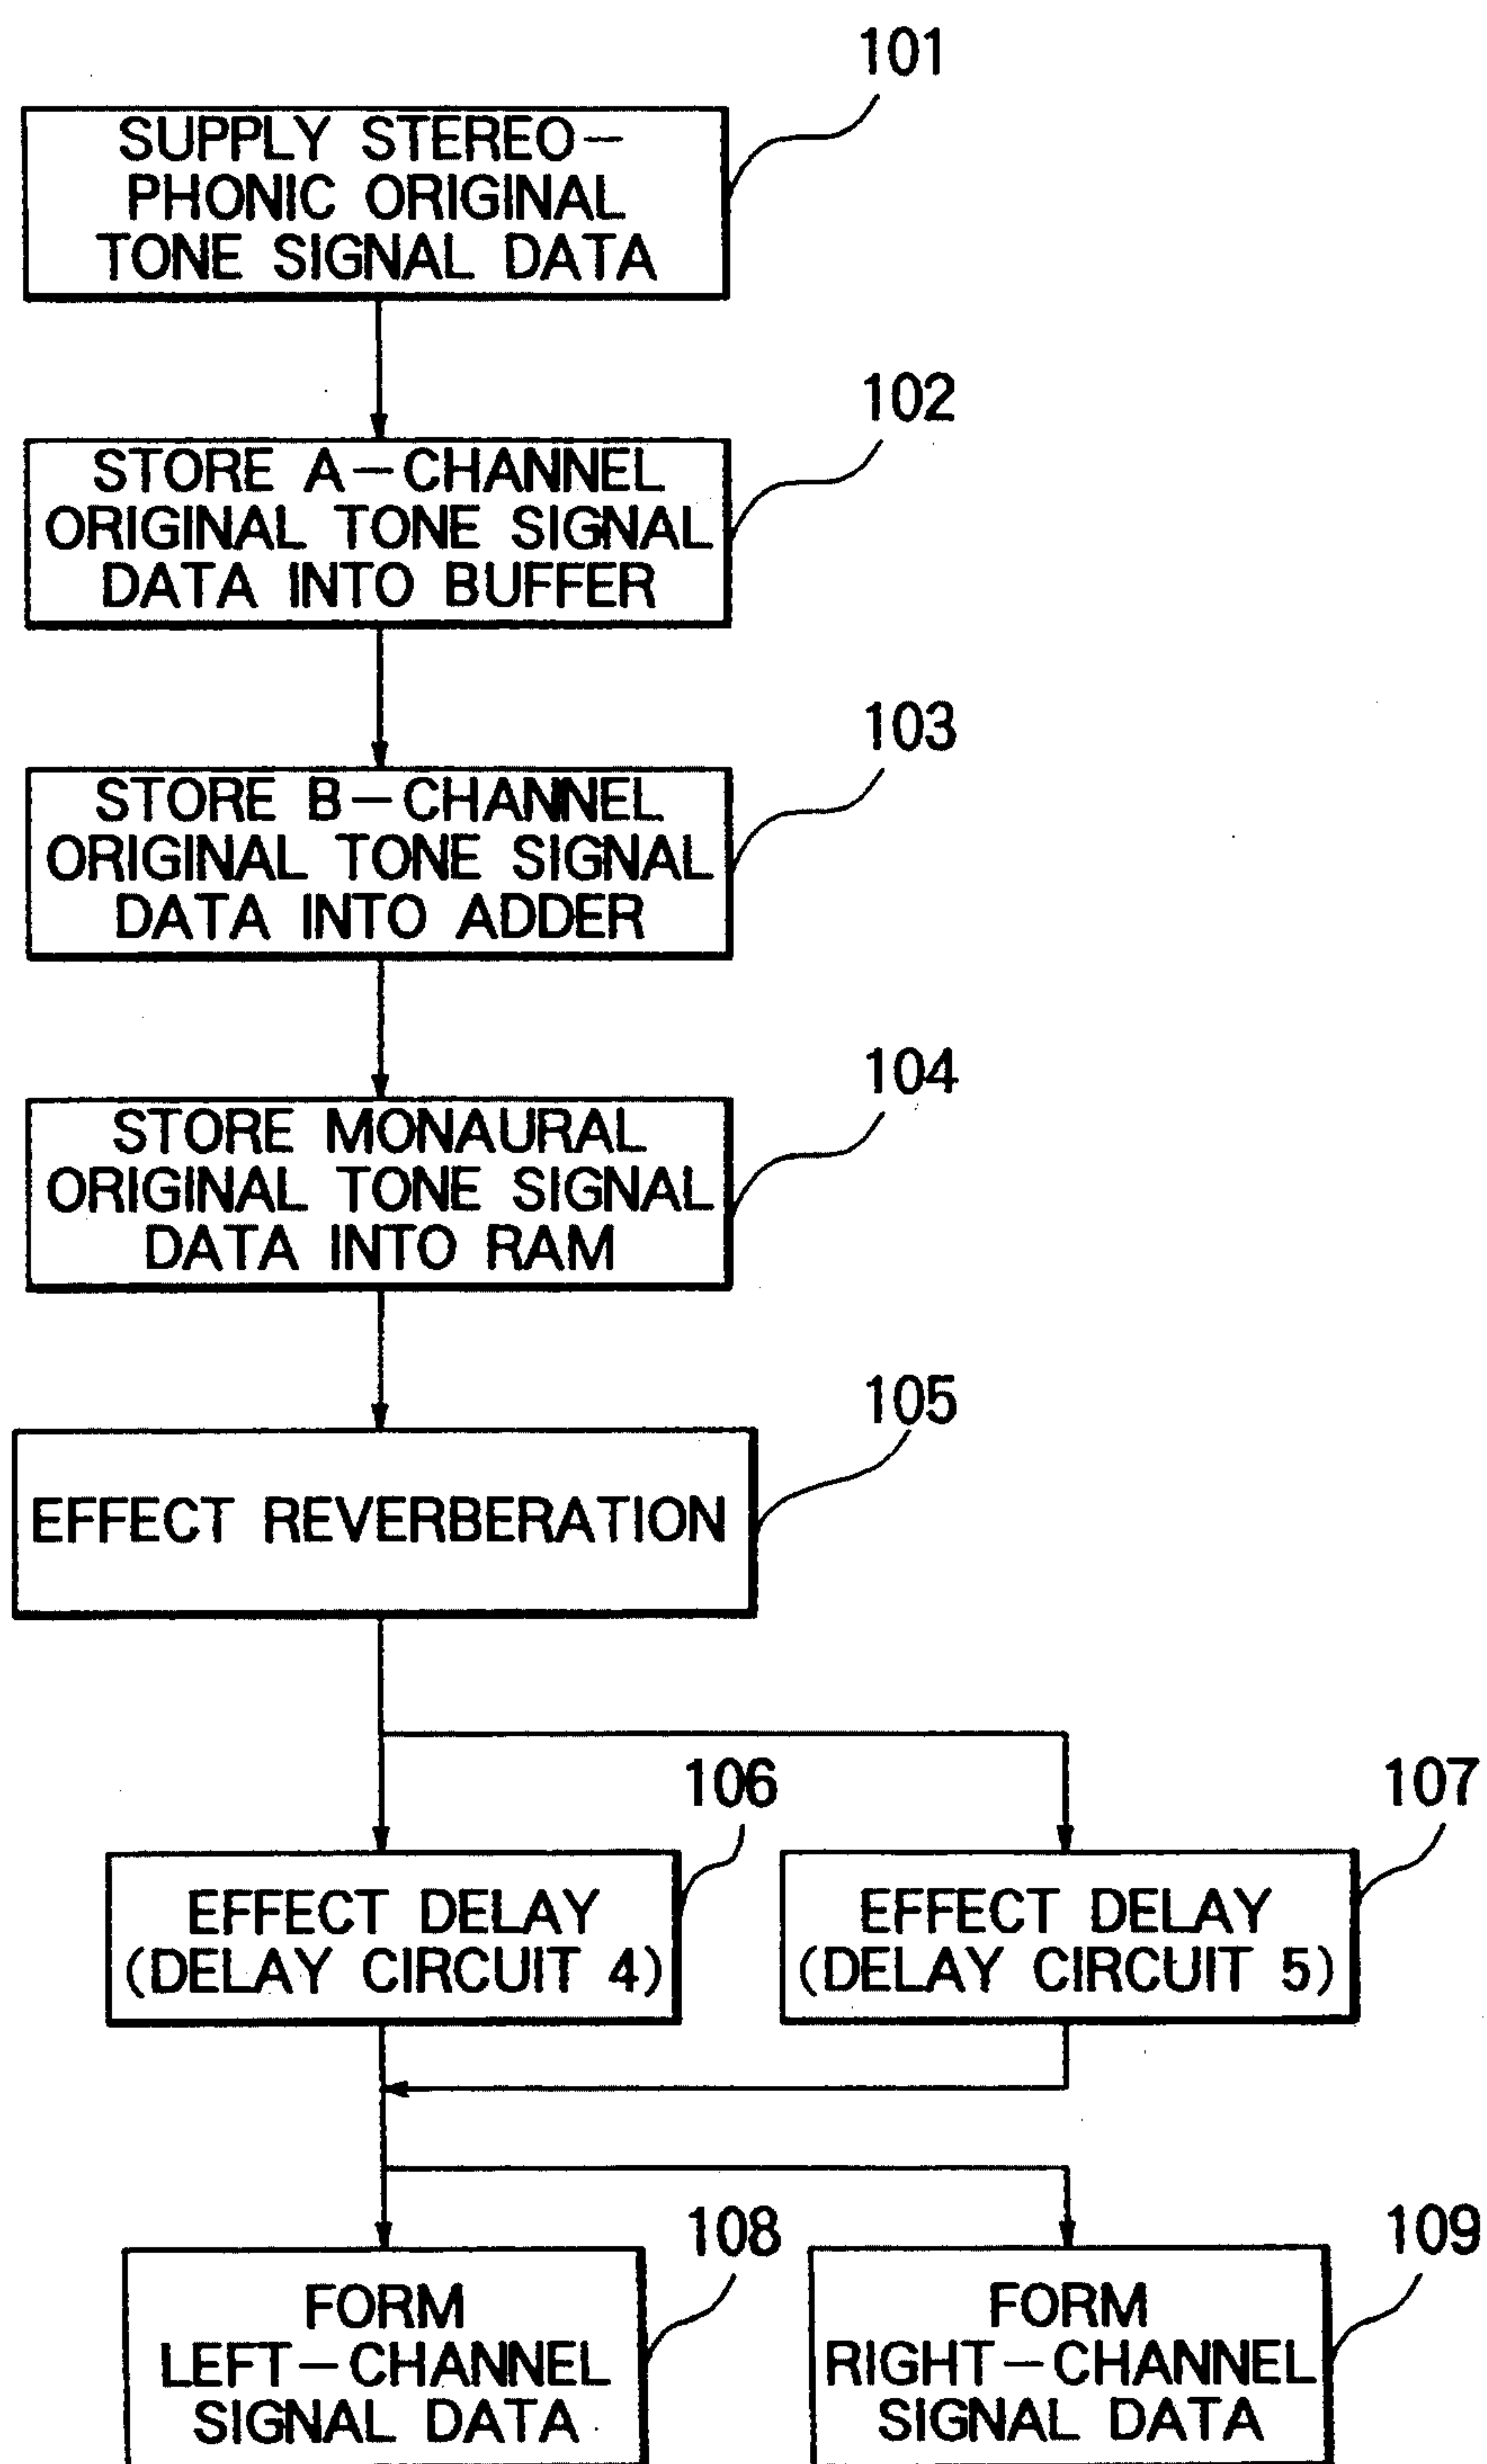 101
SUPPLY STEREO-
PHONIC ORIGINAL
TONE SIGNAL DATA
102
STORE A-CHANNEL
ORIGINAL TONE SIGNAL
DATA INTO BUFFER
103
STORE B-CHANNEL
ORIGINAL TONE SIGNAL
DATA INTO ADDER
104
STORE MONAURAL
ORIGINAL TONE SIGNAL
DATA INTO RAM
105
EFFECT REVERBERATION
106
EFFECT DELAY
(DELAY CIRCUIT 4)
107
EFFECT DELAY
(DELAY CIRCUIT 5)
108
FORM
LEFT-CHANNEL
SIGNAL DATA
109
FORM
RIGHT-CHANNEL
SIGNAL DATA